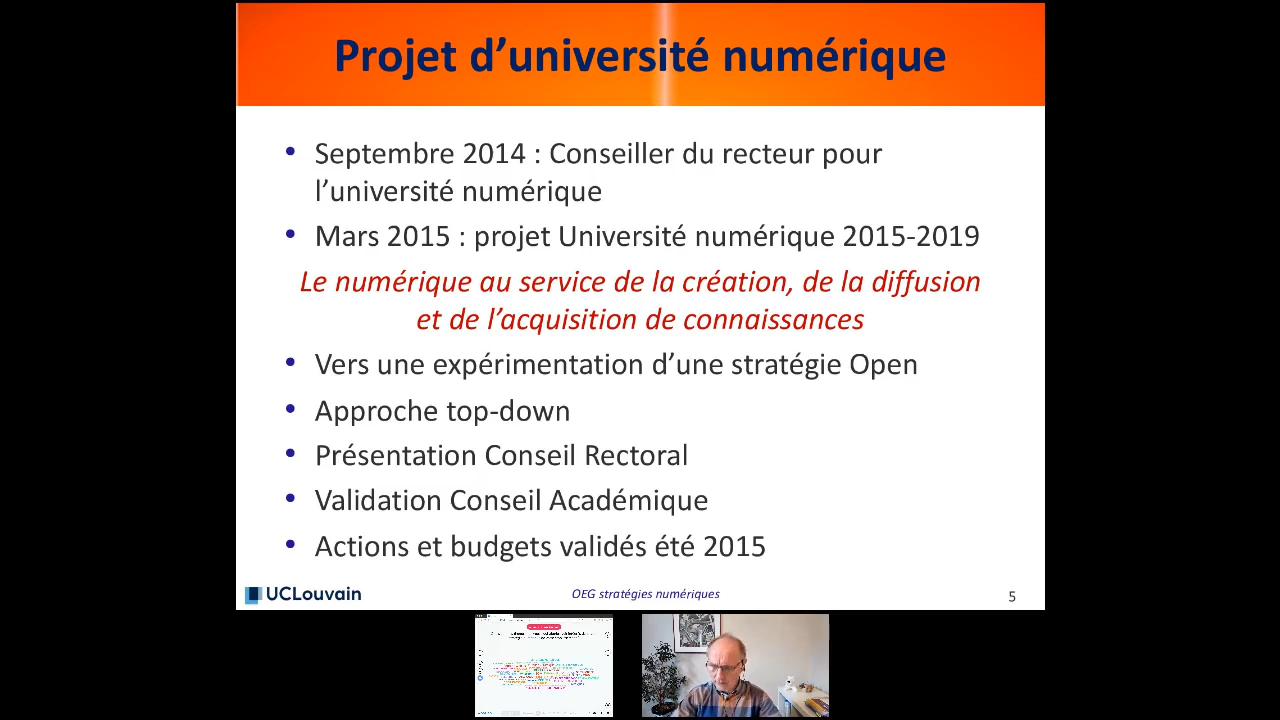 Projet d’université numérique
• Septembre 2014 : Conseiller du recteur pour
l’université numérique
• Mars 2015 : projet Université numérique 2015-2019
Le numérique au service de la création, de la diffusion
et de l’acquisition de connaissances
• Vers une expérimentation d’une stratégie Open
• Approche top-down
• Présentation Conseil Rectoral
• Validation Conseil Académique
• Actions et budgets validés été 2015
UCLouvain
OEG stratégies numériques
5